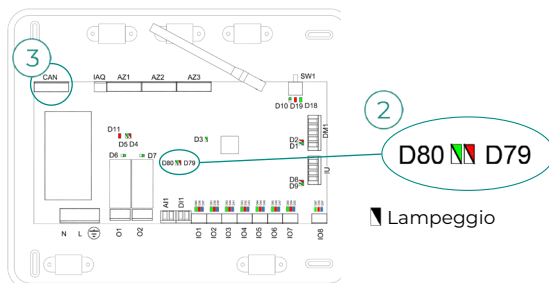 3
CAN
IAQ AZ1 AZ2 AZ3
SW1
D10 D19 D18
2
D11
D5 D4
D3
D2
D1
DM1
D6 D7
D80 D79
D80 D79
IU
D8
D9
Lampeggio
AI1 DI1
N L O1 O2
IO1 IO2 IO3 IO4 IO5 IO6 IO7 IO8